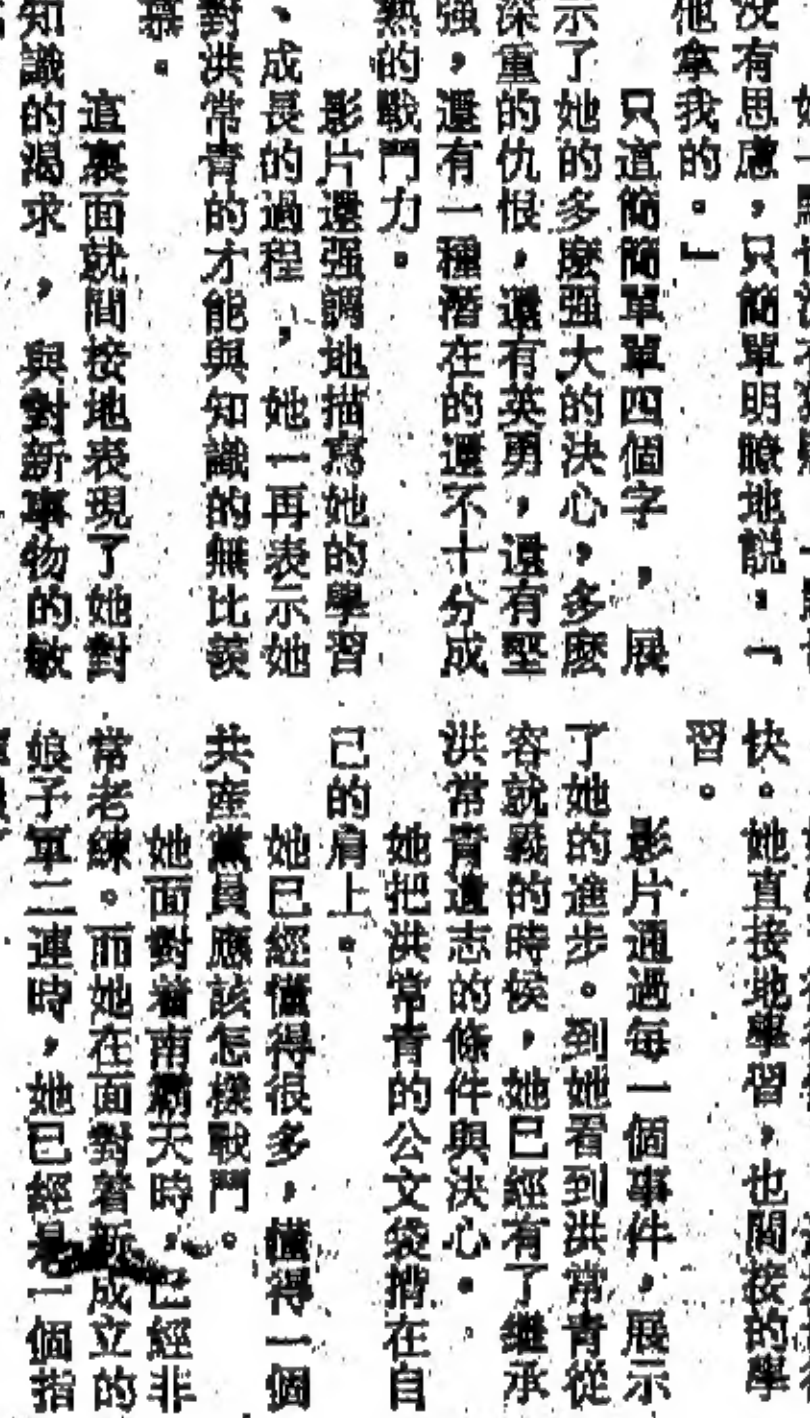 没有思慮，只簡單明瞭地説：「
他拿我的。」
只這簡簡單單四個字，展
示了她的多麽强大的决心，多麽
深重的仇恨，還有英勇，還有堅
强，還有一種潛在的還不十分成
熟的戰鬥力。
影片還强調地描寫她的學習
、成長的過程，她一再表示她
對洪常青的才能與知識的無比羨
慕。
這裏面就間接地表現了她對
知識的渴求，與對新事物的敏
快。她直接地學習，也間接的學
習。
影片通過每一個事件，展示
了她的進步。到她看到洪常青從
容就義的時候，她已經有了繼承
洪常青遺志的條件與决心。
她把洪常青的公文袋揹在自
己的肩上。
她已經懂得很多，懂得一個
共産黨員應該怎樣戰鬥。
她面對着南霸天時，已經非
常老練。而她在面對着新成立的
娘子軍二連時，她已經是一個指